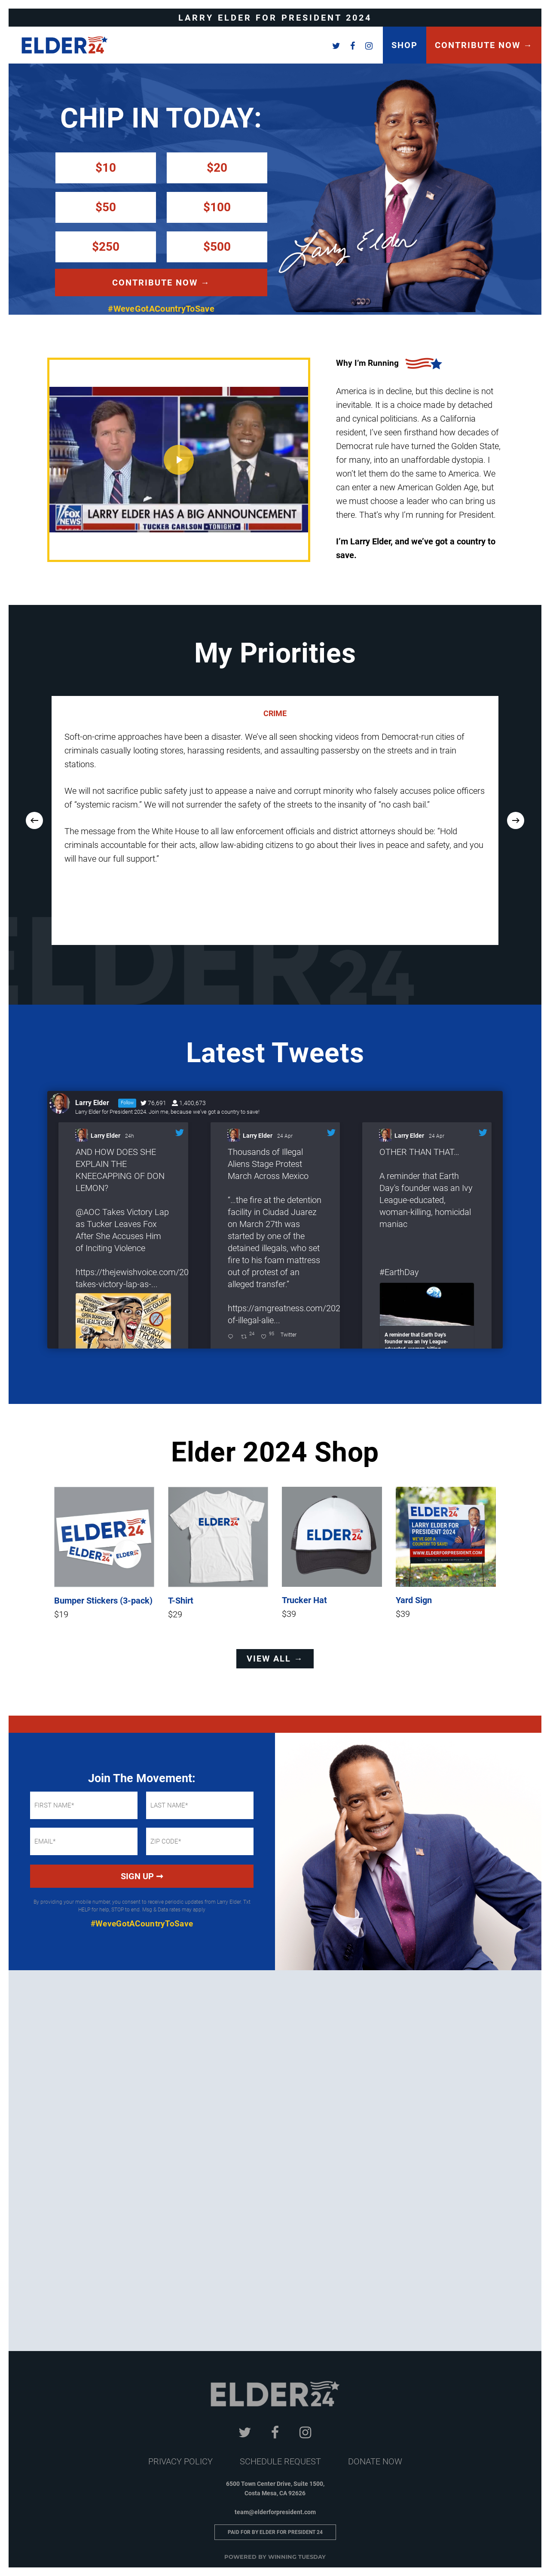 LARRY ELDER FOR PRESIDENT 2024
ELDER24
SHOP
CONTRIBUTE NOW →
CHIP IN TODAY:
$10
$20
$50
$100
$250
$500
CONTRIBUTE NOW →
#WeveGotACountryToSave
Larry Elder
FOX NEWS
LARRY ELDER HAS A BIG ANNOUNCEMENT
TUCKER CARLSON TONIGHT
Why I'm Running
America is in decline, but this decline is not
inevitable. It is a choice made by detached
and cynical politicians. As a California
resident, I've seen firsthand how decades of
Democrat rule have turned the Golden State,
for many, into an unaffordable dystopia. I
won't let them do the same to America. We
can enter a new American Golden Age, but
we must choose a leader who can bring us
there. That's why I'm running for President.
I'm Larry Elder, and we've got a country to
save.
My Priorities
CRIME
Soft-on-crime approaches have been a disaster. We've all seen shocking videos from Democrat-run cities of
criminals casually looting stores, harassing residents, and assaulting passersby on the streets and in train
stations.
We will not sacrifice public safety just to appease a naive and corrupt minority who falsely accuses police officers
of "systemic racism." We will not surrender the safety of the streets to the insanity of "no cash bail."
The message from the White House to all law enforcement officials and district attorneys should be: "Hold
criminals accountable for their acts, allow law-abiding citizens to go about their lives in peace and safety, and you
will have our full support."
ELDER24
Latest Tweets
Larry Elder Follow 76,691 1,400,673
Larry Elder for President 2024. Join me, because we've got a country to save!
Larry Elder 24h
AND HOW DOES SHE
EXPLAIN THE
KNEECAPPING OF DON
LEMON?
@AOC Takes Victory Lap
as Tucker Leaves Fox
After She Accuses Him
of Inciting Violence
https://thejewishvoice.com/20
takes-victory-lap-as-...
Larry Elder 24 Apr
Thousands of Illegal
Aliens Stage Protest
March Across Mexico
"...the fire at the detention
facility in Ciudad Juarez
on March 27th was
started by one of the
detained illegals, who set
fire to his foam mattress
out of protest of an
alleged transfer."
https://amgreatness.com/202
of-illegal-alie...
24 95 Twitter
Larry Elder 24 Apr
OTHER THAN THAT...
A reminder that Earth
Day's founder was an Ivy
League-educated,
woman-killing, homicidal
maniac
#EarthDay
A reminder that Earth Day's
founder was an Ivy League-
Elder 2024 Shop
ELDER24
ELDER24
ELDER24
ELDER24
ELDER24
ELDER24
LARRY ELDER FOR
PRESIDENT 2024
WE'VE GOT A
COUNTRY TO SAVE!
WWW.ELDERFORPRESIDENT.COM
Bumper Stickers (3-pack)
$19
T-Shirt
$29
Trucker Hat
$39
Yard Sign
$39
VIEW ALL →
Join The Movement:
FIRST NAME*
LAST NAME*
EMAIL*
ZIP CODE*
SIGN UP →
By providing your mobile number, you consent to receive periodic updates from Larry Elder. Txt
HELP for help, STOP to end. Msg & Data rates may apply
#WeveGotACountryToSave
ELDER24
PRIVACY POLICY
SCHEDULE REQUEST
DONATE NOW
6500 Town Center Drive, Suite 1500,
Costa Mesa, CA 92626
team@elderforpresident.com
PAID FOR BY ELDER FOR PRESIDENT 24
POWERED BY WINNING TUESDAY